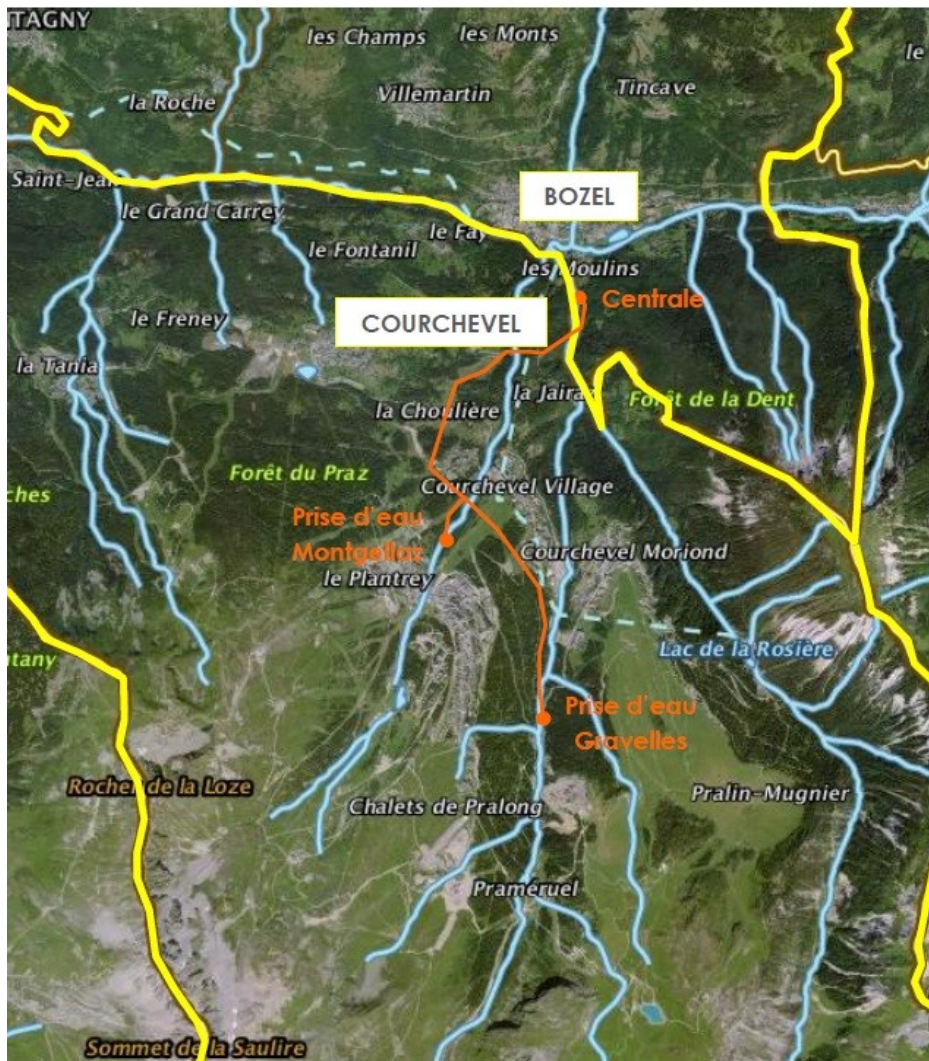 TAGNY
les Champs
les Monts
le
la Roche
Villemartin
Tincave
Saint-Jean
BOZEL
le Grand Carrey
le Fay
le Fontanil
les Moulins
Centrale
le Freney
COURCHEVEL
la Tania
la Choulière
la Jairaz
Forêt de la Dent
Forêt du Praz
ches
Courchevel Village
Prise d'eau
Montgellaz
Courchevel Moriond
le Plantrey
Lac de la Rosière
tany
Prise d'eau
Gravelles
Rocher de la Loze
Chalets de Pralong
Pralin-Mugnier
Praméruel
Sommet de la Saulire